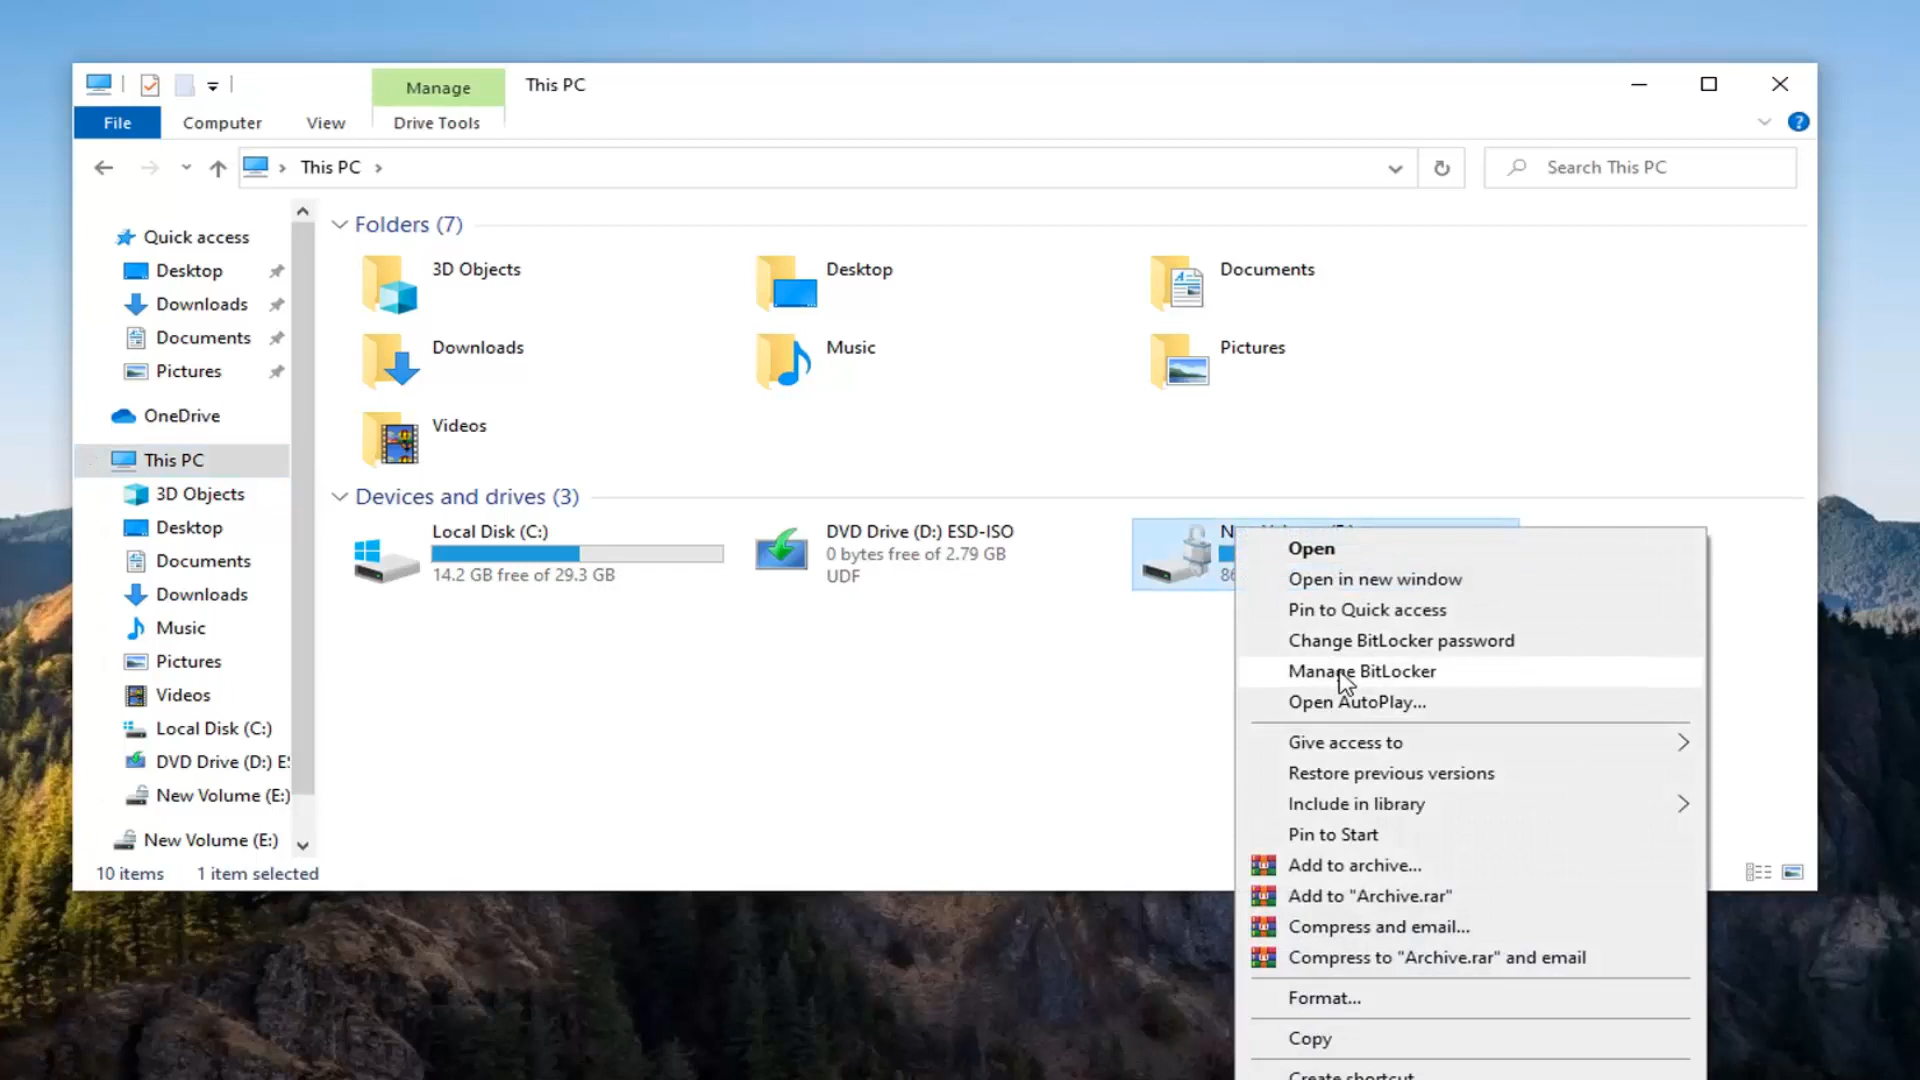 Manage
This PC
File
Computer
View
Drive Tools
?
This PC
Search This PC
Quick access
Desktop
Downloads
Documents
Pictures
OneDrive
This PC
3D Objects
Desktop
Documents
Downloads
Music
Pictures
Videos
Local Disk (C:)
DVD Drive (D:) E
New Volume (E:)
New Volume (E:)
Folders (7)
3D Objects
Desktop
Documents
Downloads
Music
Pictures
Videos
Devices and drives (3)
Local Disk (C:)
14.2 GB free of 29.3 GB
DVD Drive (D:) ESD-ISO
0 bytes free of 2.79 GB
UDF
Open
Open in new window
Pin to Quick access
Change BitLocker password
Manage BitLocker
Open AutoPlay...
Give access to
Restore previous versions
Include in library
Pin to Start
Add to archive...
Add to "Archive.rar"
Compress and email...
Compress to "Archive.rar" and email
Format...
Copy
Create shortcut
10 items
1 item selected